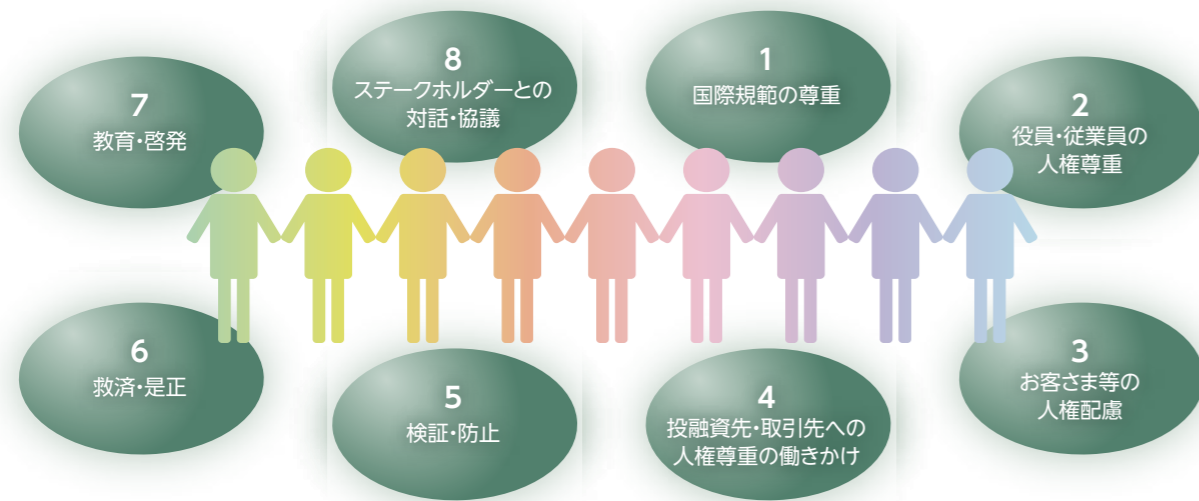 1
国際規範の尊重
2
役員・従業員の
人権尊重
3
お客さま等の
人権配慮
4
投融資先・取引先への
人権尊重の働きかけ
5
検証・防止
6
救済・是正
7
教育・啓発
8
ステークホルダーとの
対話・協議